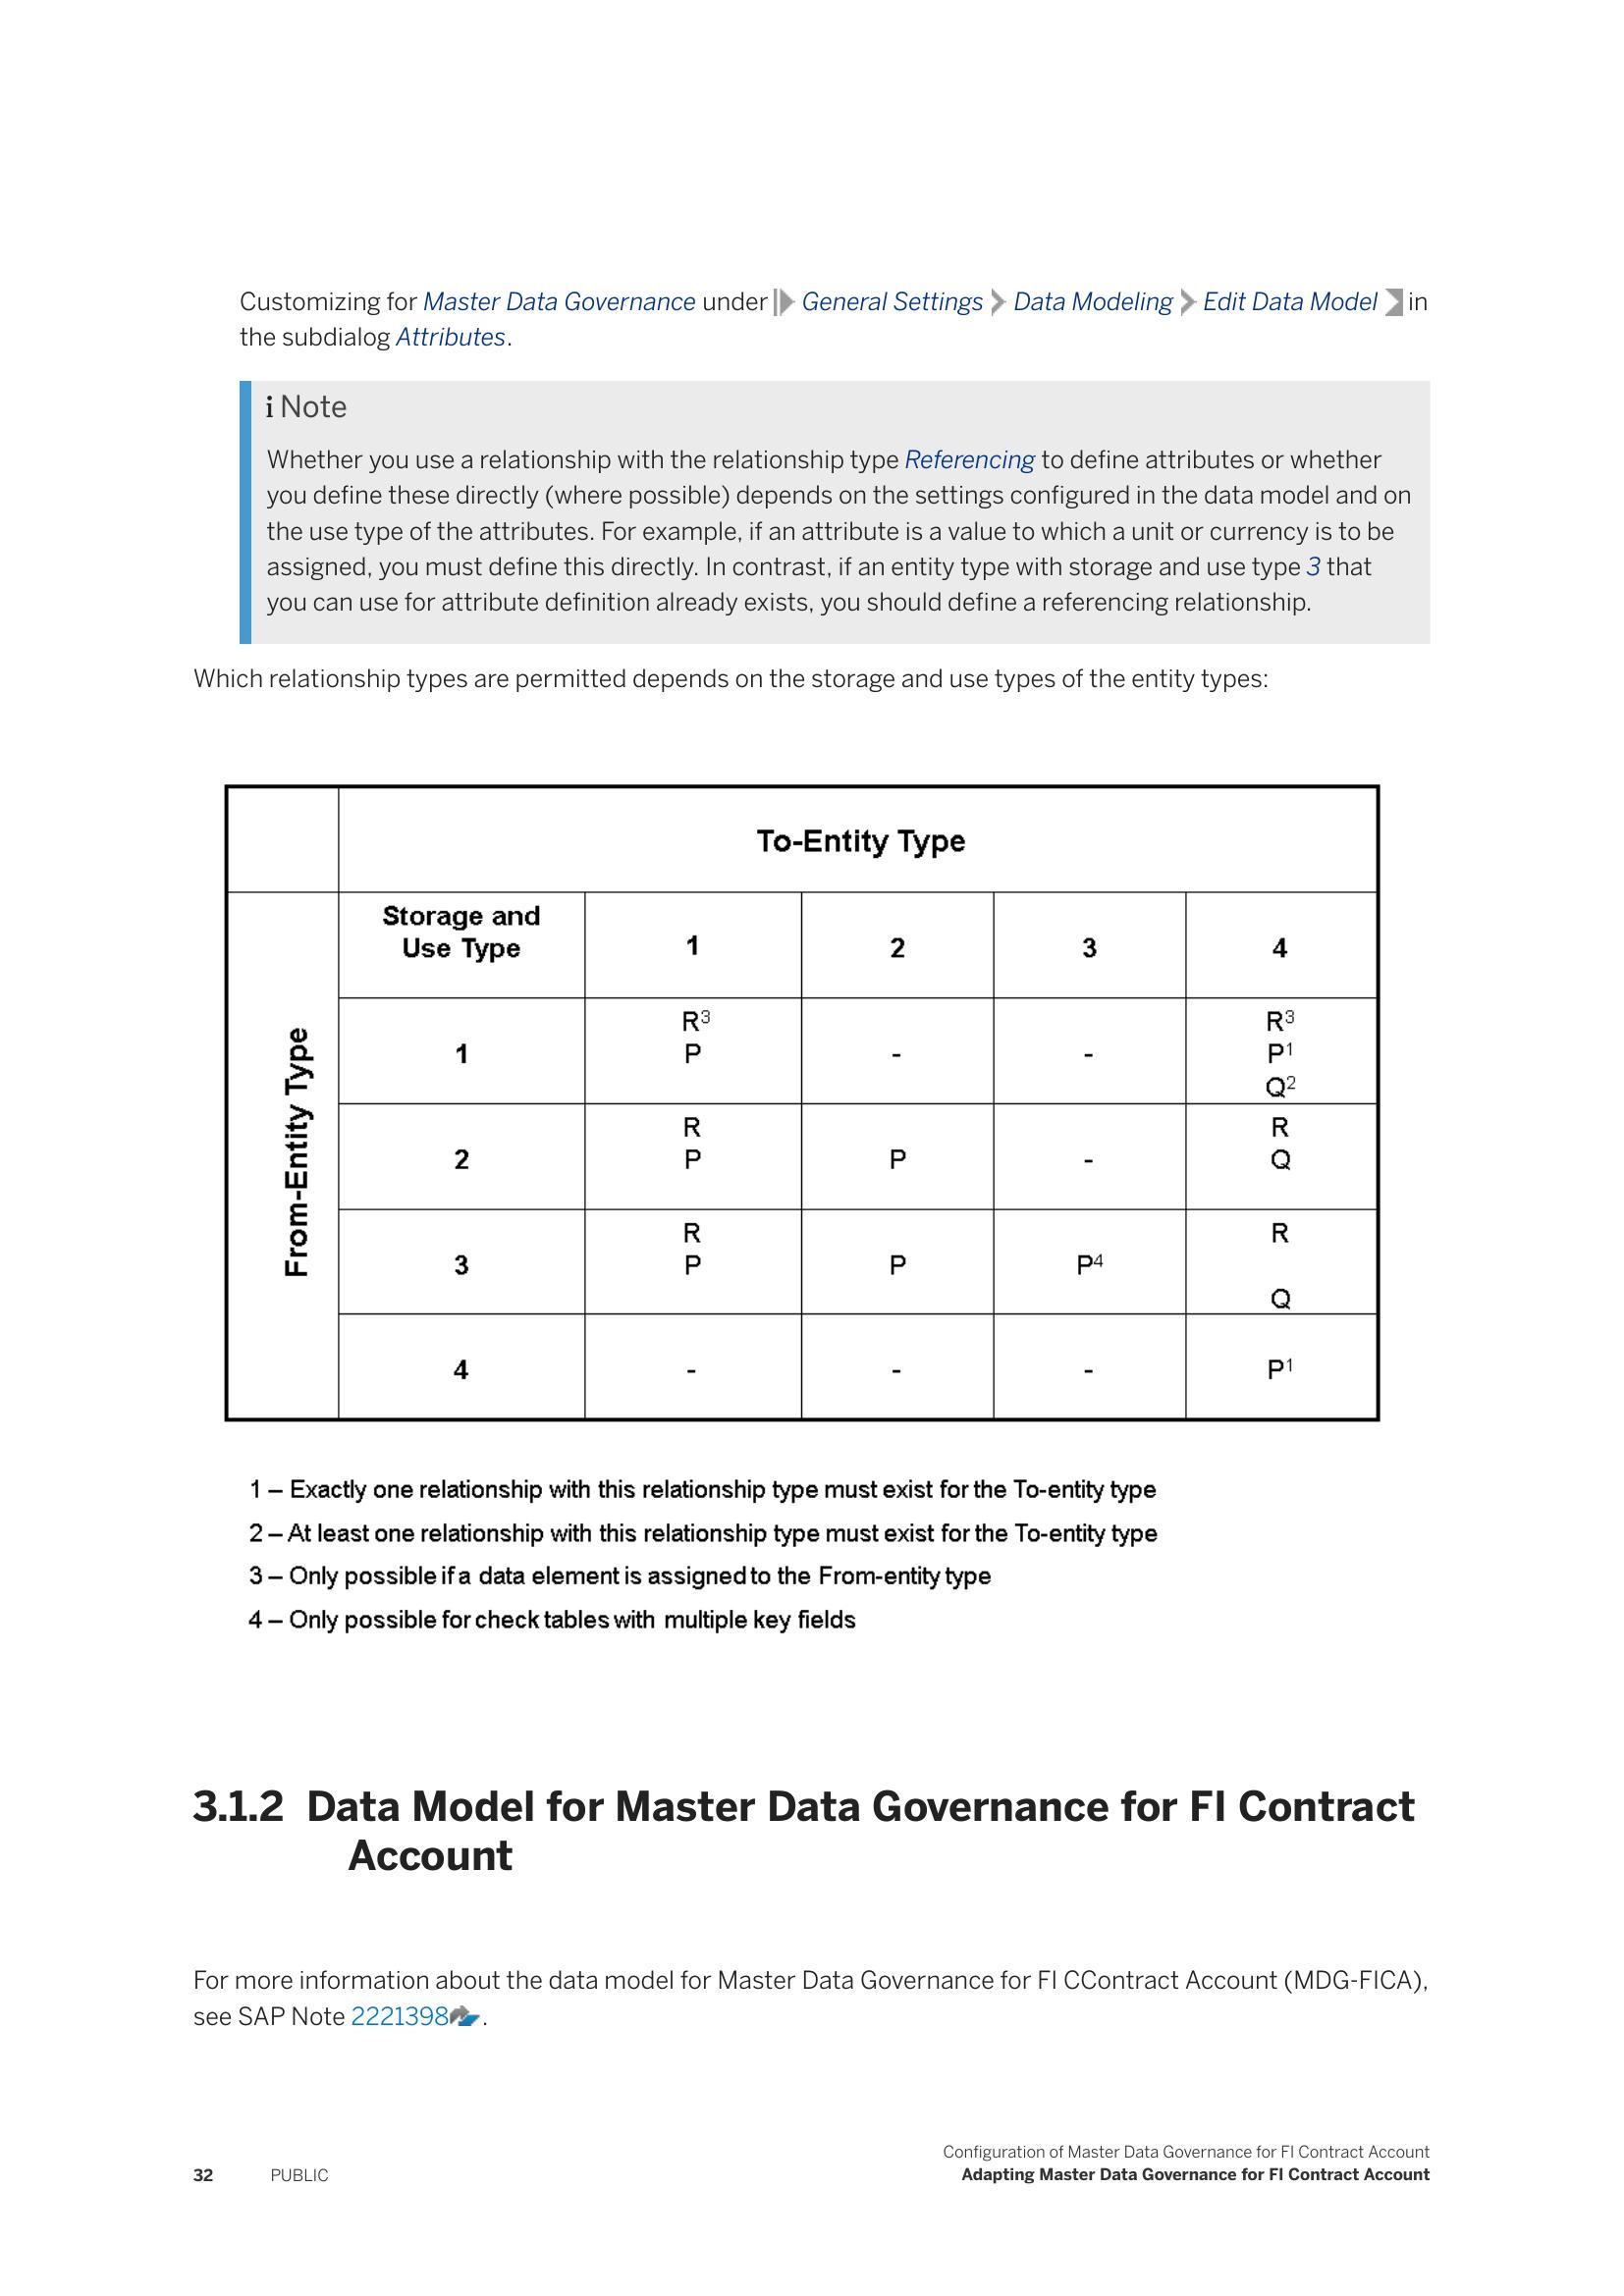 Customizing for Master Data Governance under General Settings Data Modeling Edit Data Model in
the subdialog Attributes.
i Note
Whether you use a relationship with the relationship type Referencing to define attributes or whether
you define these directly (where possible) depends on the settings configured in the data model and on
the use type of the attributes. For example, if an attribute is a value to which a unit or currency is to be
assigned, you must define this directly. In contrast, if an entity type with storage and use type 3 that
you can use for attribute definition already exists, you should define a referencing relationship.
Which relationship types are permitted depends on the storage and use types of the entity types:
To-Entity Type
From-Entity Type
Storage and
Use Type
1
2
3
4
1
R3
P
-
-
R3
P1
Q2
2
R
P
P
-
R
Q
3
R
P
P
P4
R
Q
4
-
-
-
P1
1 – Exactly one relationship with this relationship type must exist for the To-entity type
2 – At least one relationship with this relationship type must exist for the To-entity type
3 – Only possible if a data element is assigned to the From-entity type
4 – Only possible for check tables with multiple key fields
3.1.2 Data Model for Master Data Governance for FI Contract
Account
For more information about the data model for Master Data Governance for FI CContract Account (MDG-FICA),
see SAP Note 2221398.
Configuration of Master Data Governance for FI Contract Account
32 PUBLIC Adapting Master Data Governance for FI Contract Account